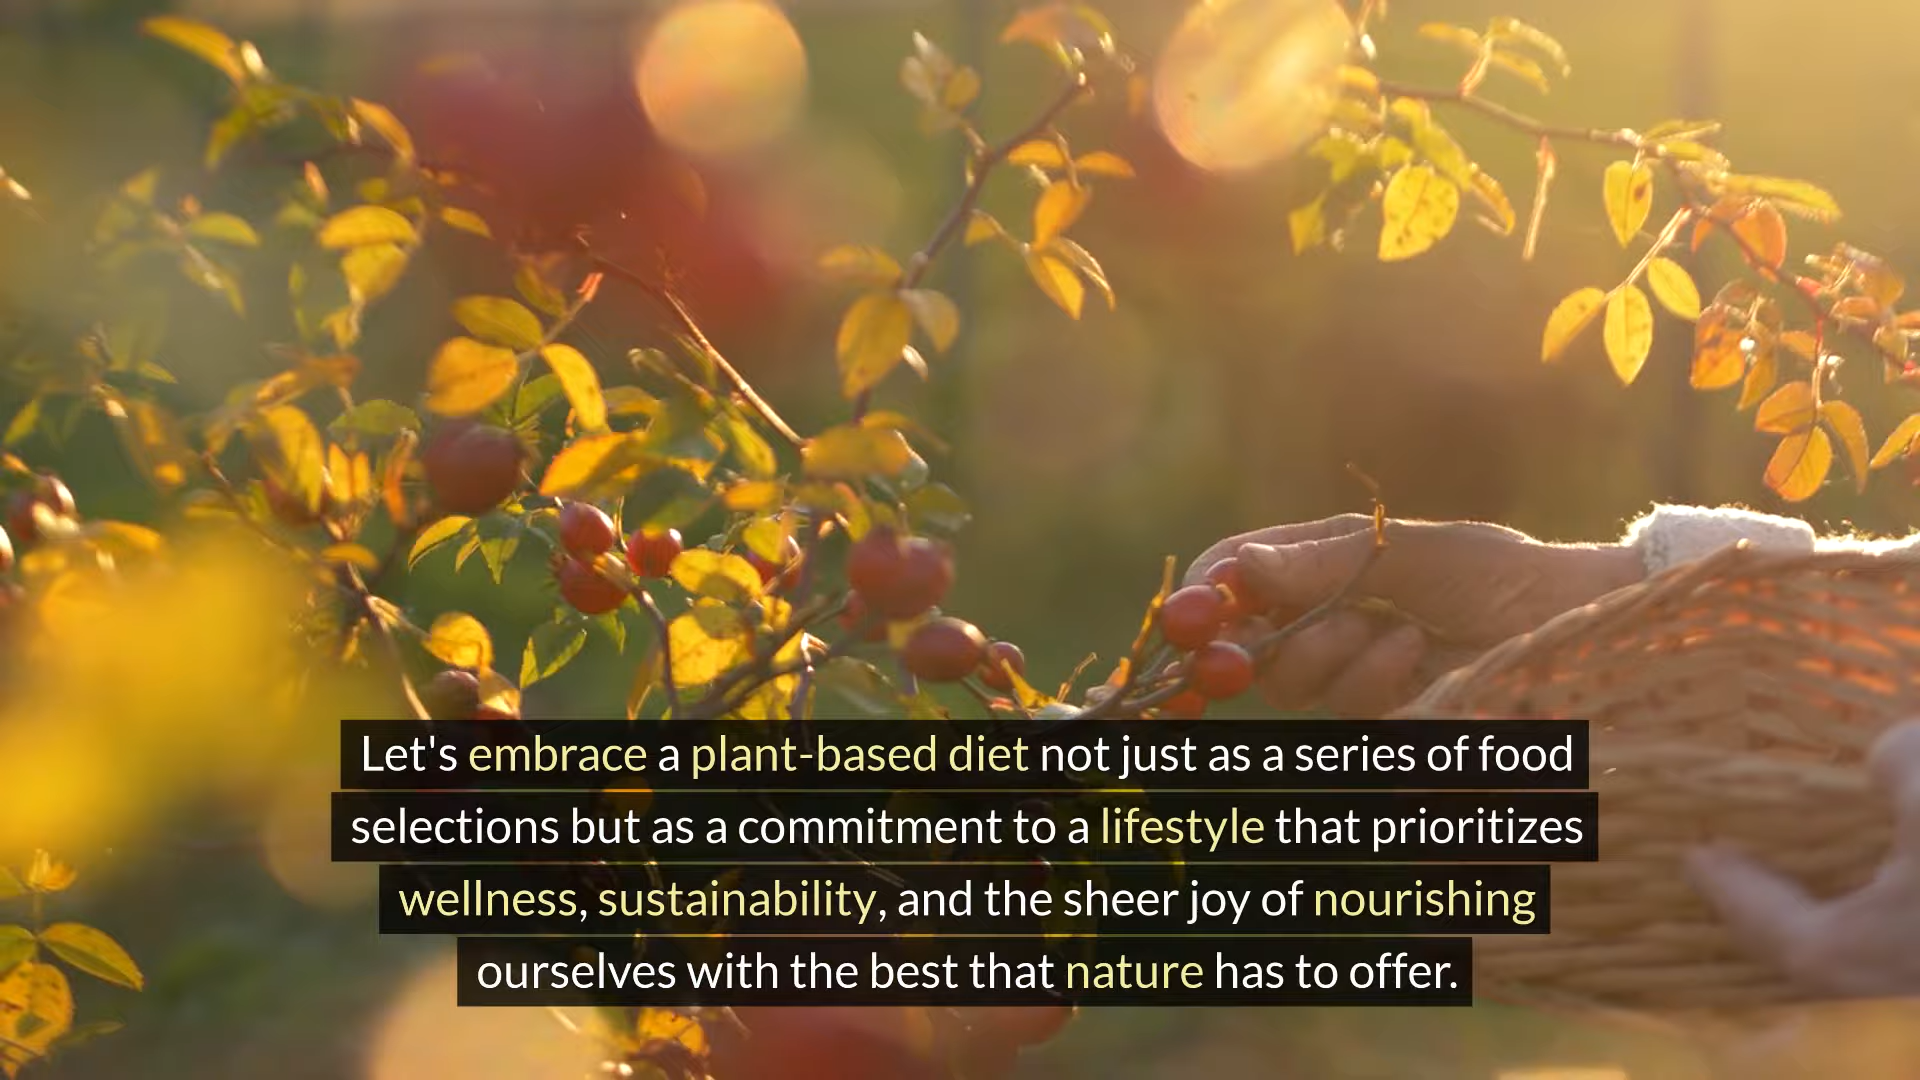 Let's embrace a plant-based diet not just as a series of food
selections but as a commitment to a lifestyle that prioritizes
wellness, sustainability, and the sheer joy of nourishing
ourselves with the best that nature has to offer.